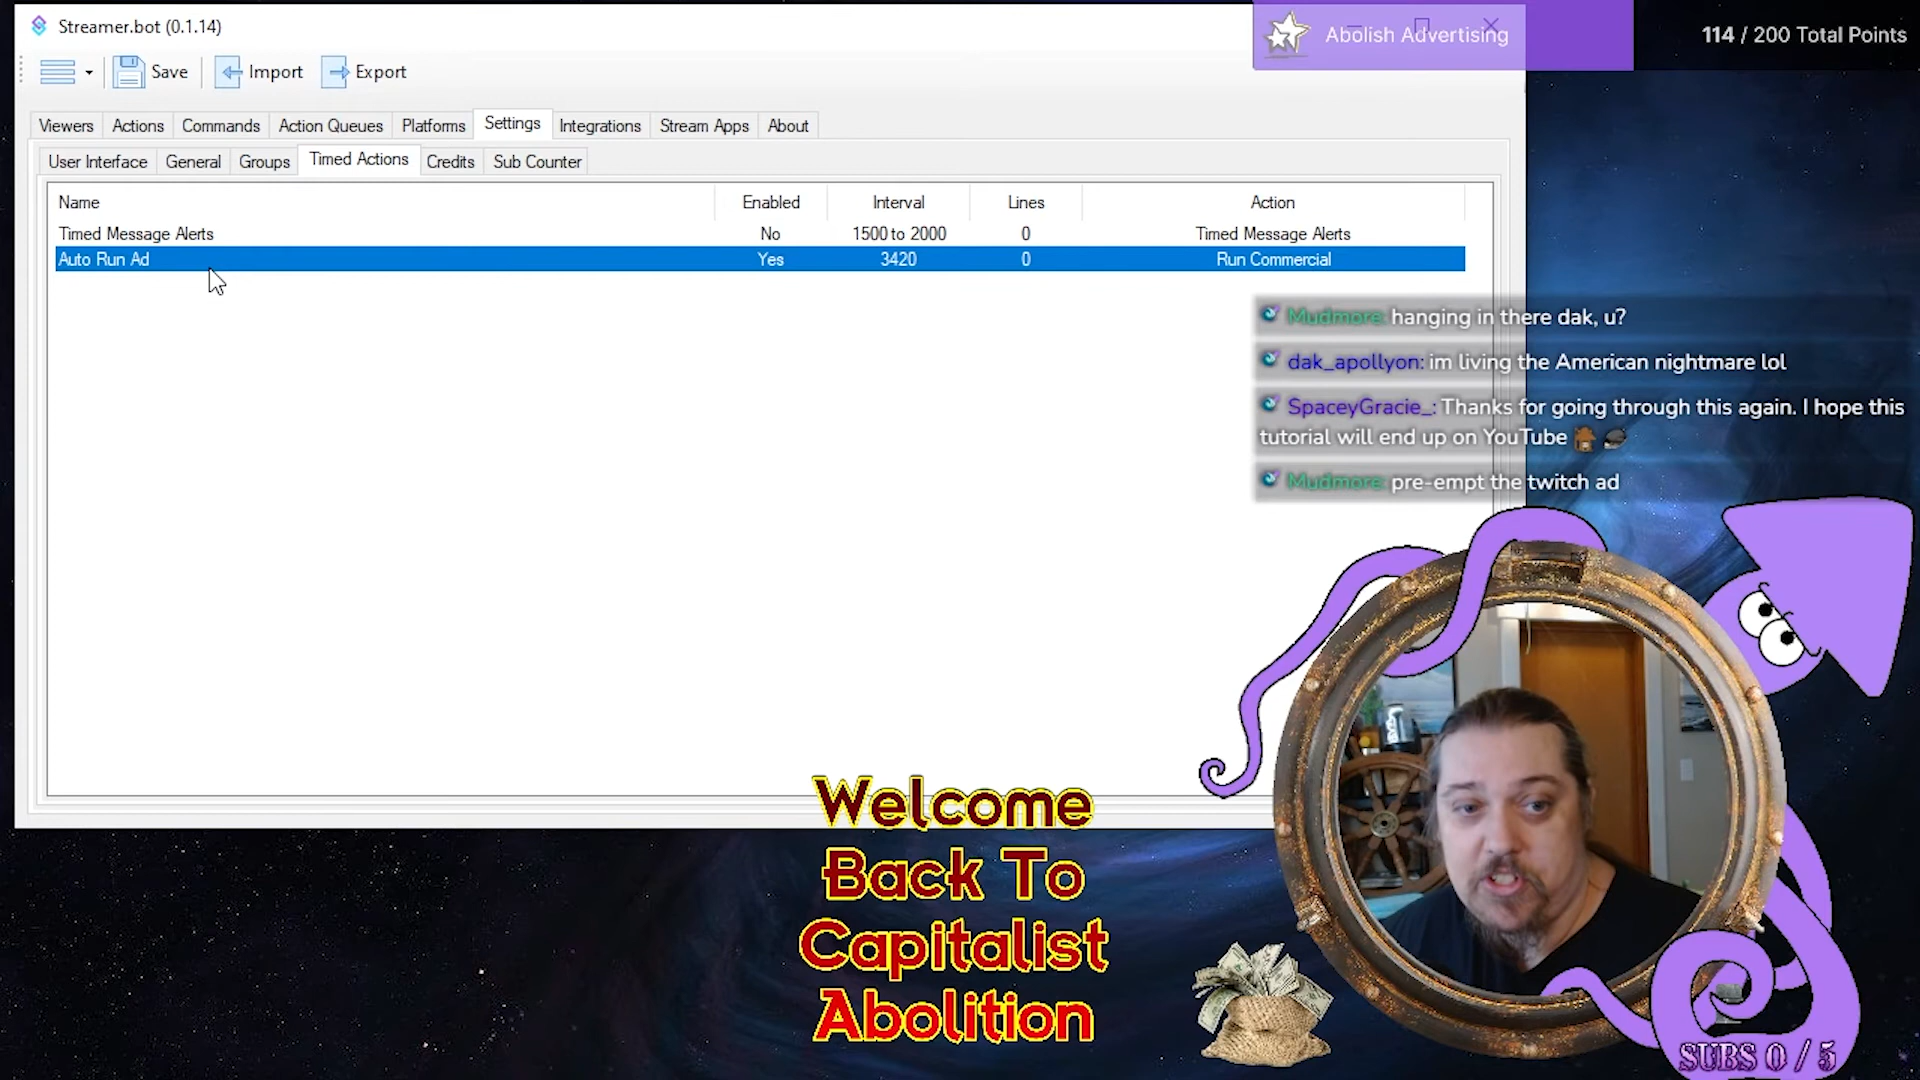 Streamer.bot (0.1.14)
Save
Import
Export
Viewers
Actions
Commands
Action Queues
Platforms
Settings
Integrations
Stream Apps
About
User Interface
General
Groups
Timed Actions
Credits
Sub Counter
Name
Enabled
Interval
Lines
Action
Timed Message Alerts
No
1500 to 2000
0
Timed Message Alerts
Auto Run Ad
Yes
3420
0
Run Commercial
Abolish Advertising
114 / 200 Total Points
Mudmore: hanging in there dak, u?
dak_apollyon: im living the American nightmare lol
SpaceyGracie_: Thanks for going through this again. I hope this
tutorial will end up on YouTube
Mudmore: pre-empt the twitch ad
Welcome
Back To
Capitalist
Abolition
SUBS 0 / 5